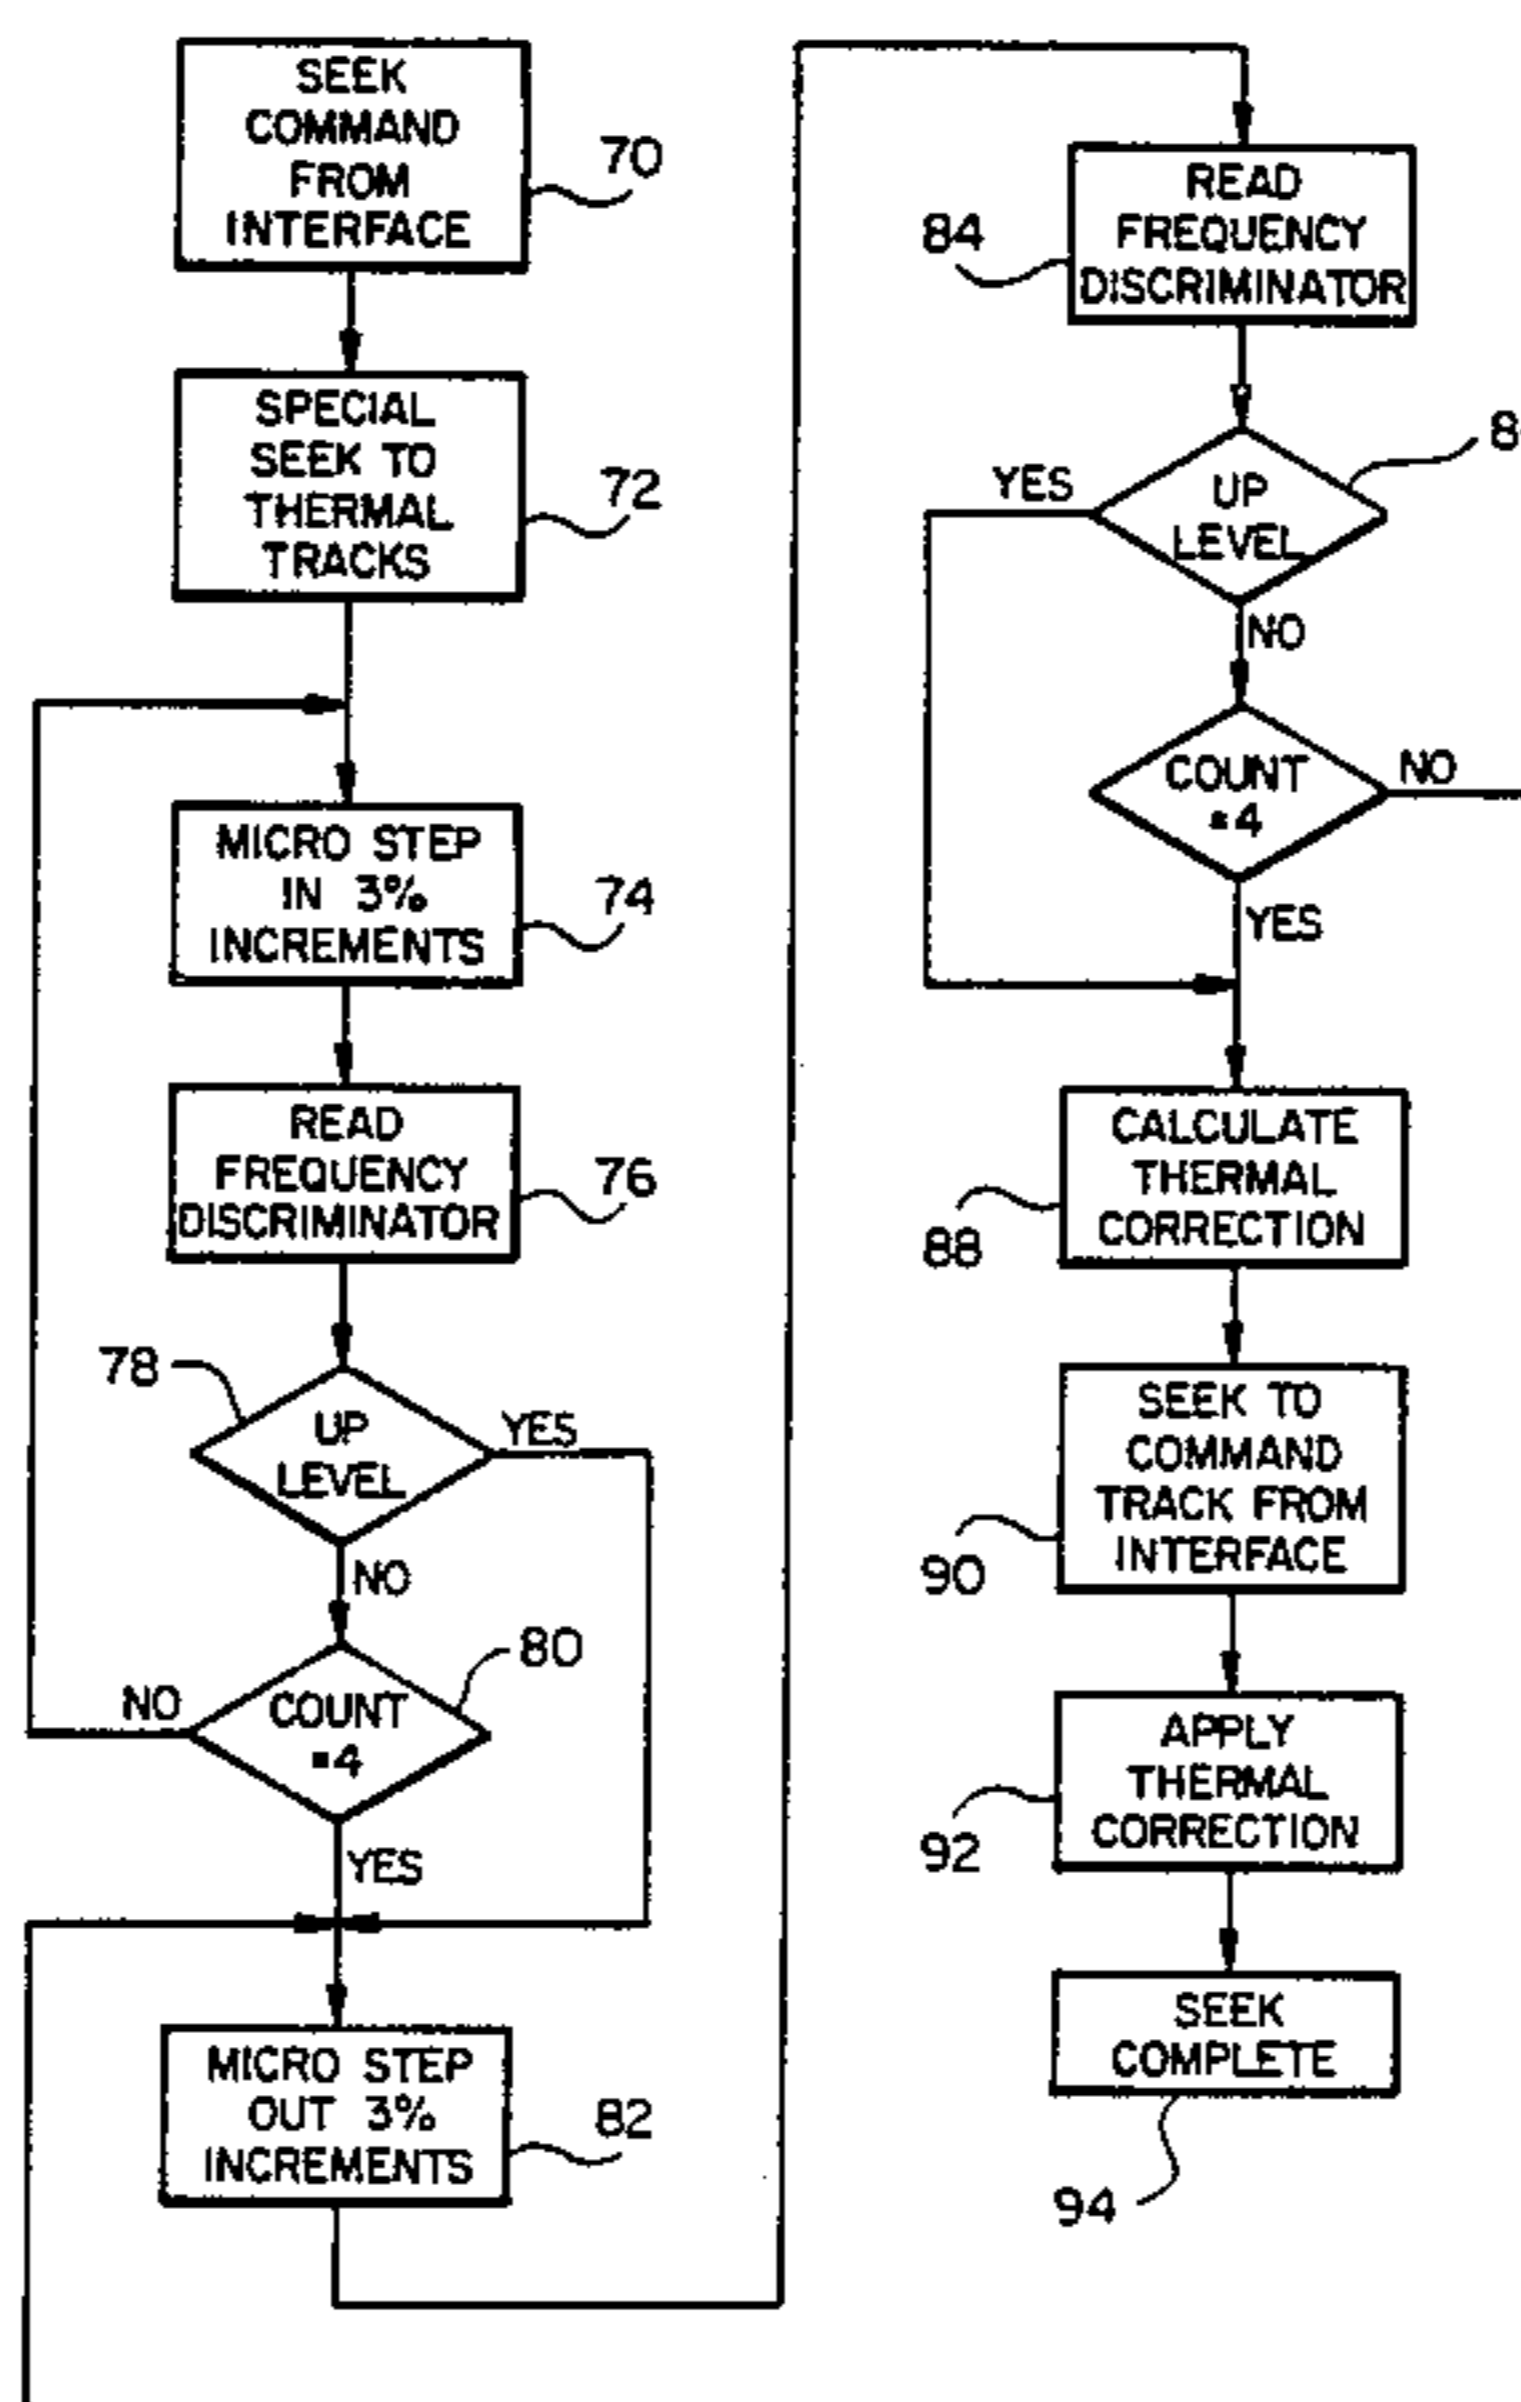 SEEK
COMMAND
FROM
INTERFACE
70
SPECIAL
SEEK TO
THERMAL
TRACKS
72
MICRO STEP
IN 3%
INCREMENTS
74
READ
FREQUENCY
DISCRIMINATOR
76
78
UP
LEVEL
YES
NO
80
NO
COUNT
=4
YES
MICRO STEP
OUT 3%
INCREMENTS
82
READ
FREQUENCY
DISCRIMINATOR
84
YES
UP
LEVEL
NO
COUNT
=4
NO
YES
CALCULATE
THERMAL
CORRECTION
88
SEEK TO
COMMAND
TRACK FROM
INTERFACE
90
APPLY
THERMAL
CORRECTION
92
SEEK
COMPLETE
94